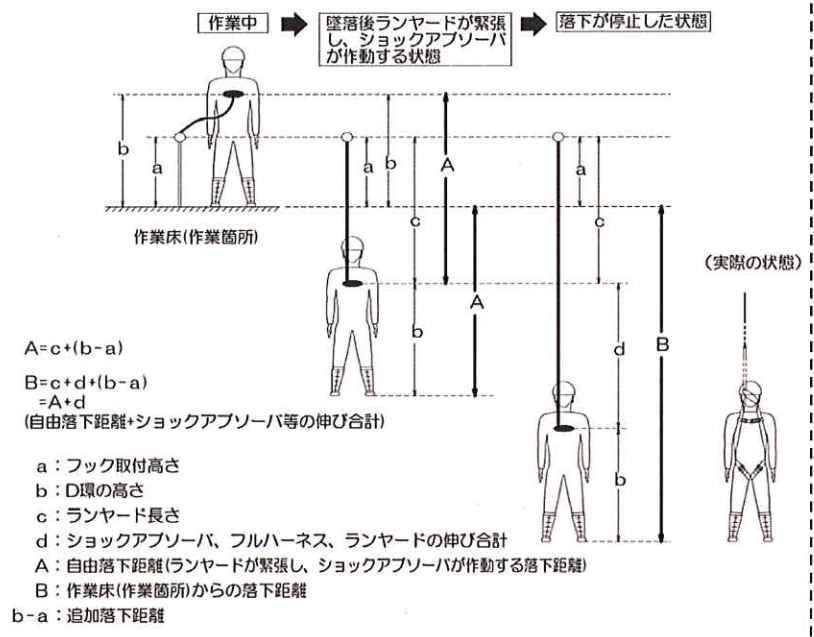 作業中
墜落後ランヤードが緊張
し、ショックアブソーバ
が作動する状態
落下が停止した状態
b
a
a
b
A
c
a
c
作業床(作業箇所)
(実際の状態)
A
b
d
B
b
A=c+(b-a)
B=c+d+(b-a)
=A+d
(自由落下距離+ショックアブソーバ等の伸び合計)
a:フック取付高さ
b:D環の高さ
c:ランヤード長さ
d:ショックアブソーバ、フルハーネス、ランヤードの伸び合計
A:自由落下距離(ランヤードが緊張し、ショックアブソーバが作動する落下距離)
B:作業床(作業箇所)からの落下距離
b-a:追加落下距離